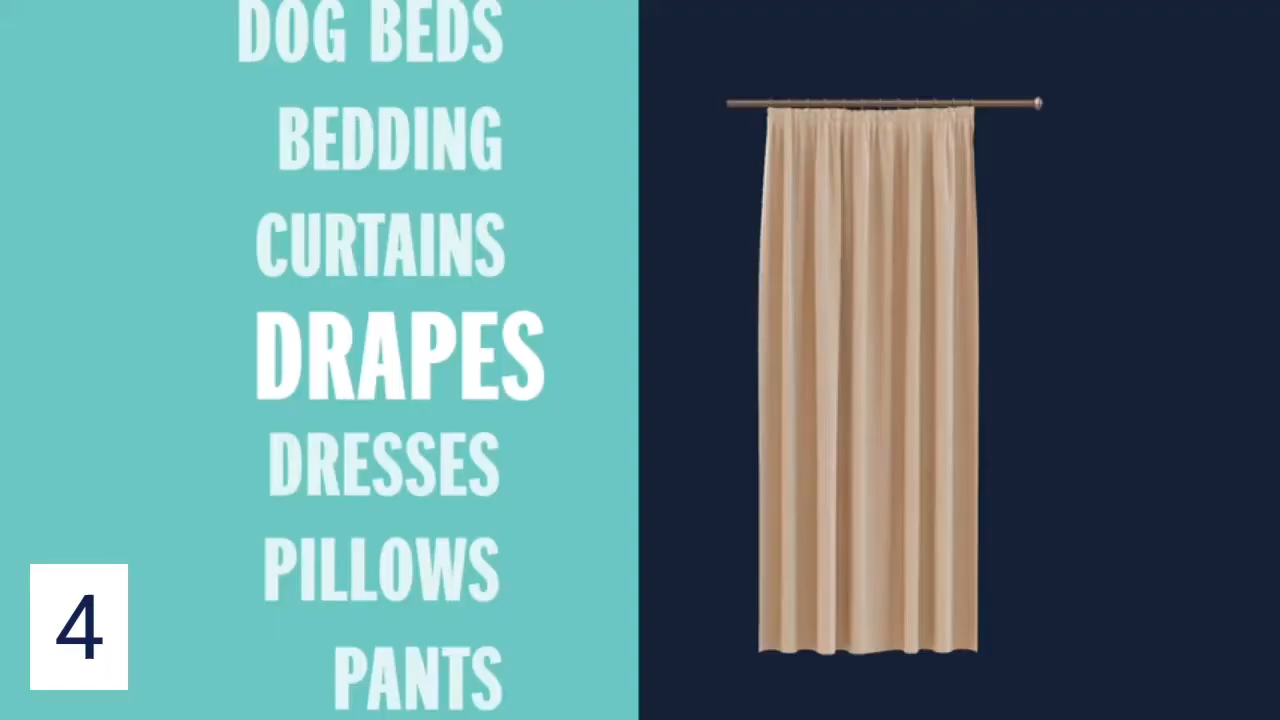 DOG BEDS
BEDDING
CURTAINS
DRAPES
DRESSES
PILLOWS
PANTS
4